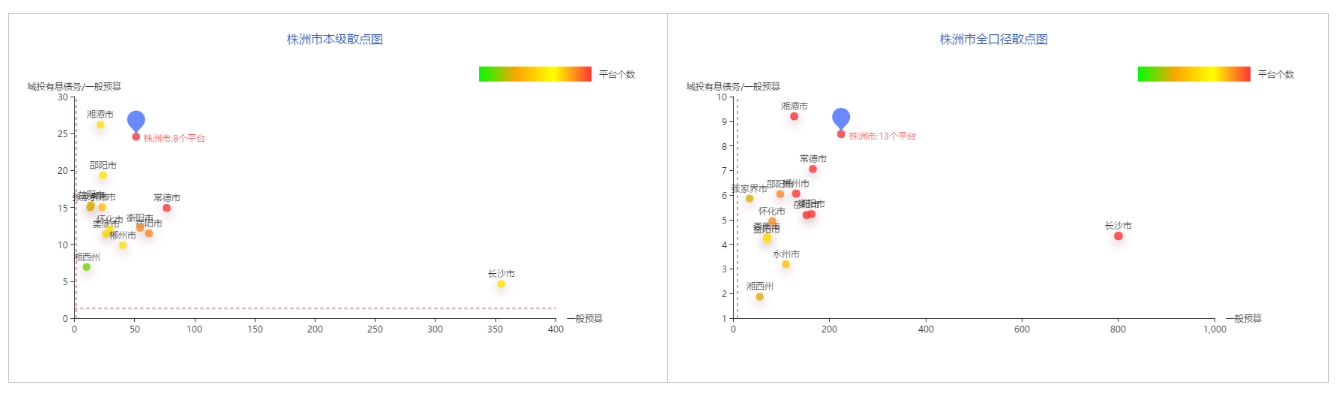 株洲市本级散点图
平台个数
城投有息债务/一般预算
30
25
20
15
10
5
0
湘潭市
株洲市:8个平台
邵阳市
常德市
怀化市
衡阳市
郴州市
湘西州
长沙市
0
50
100
150
200
250
300
350
400
一般预算
株洲市全口径散点图
平台个数
城投有息债务/一般预算
10
9
8
7
6
5
4
3
2
1
湘潭市
株洲市:13个平台
常德市
张家界市
邵阳市
郴州市
怀化市
益阳市
长沙市
永州市
湘西州
0
200
400
600
800
1,000
一般预算